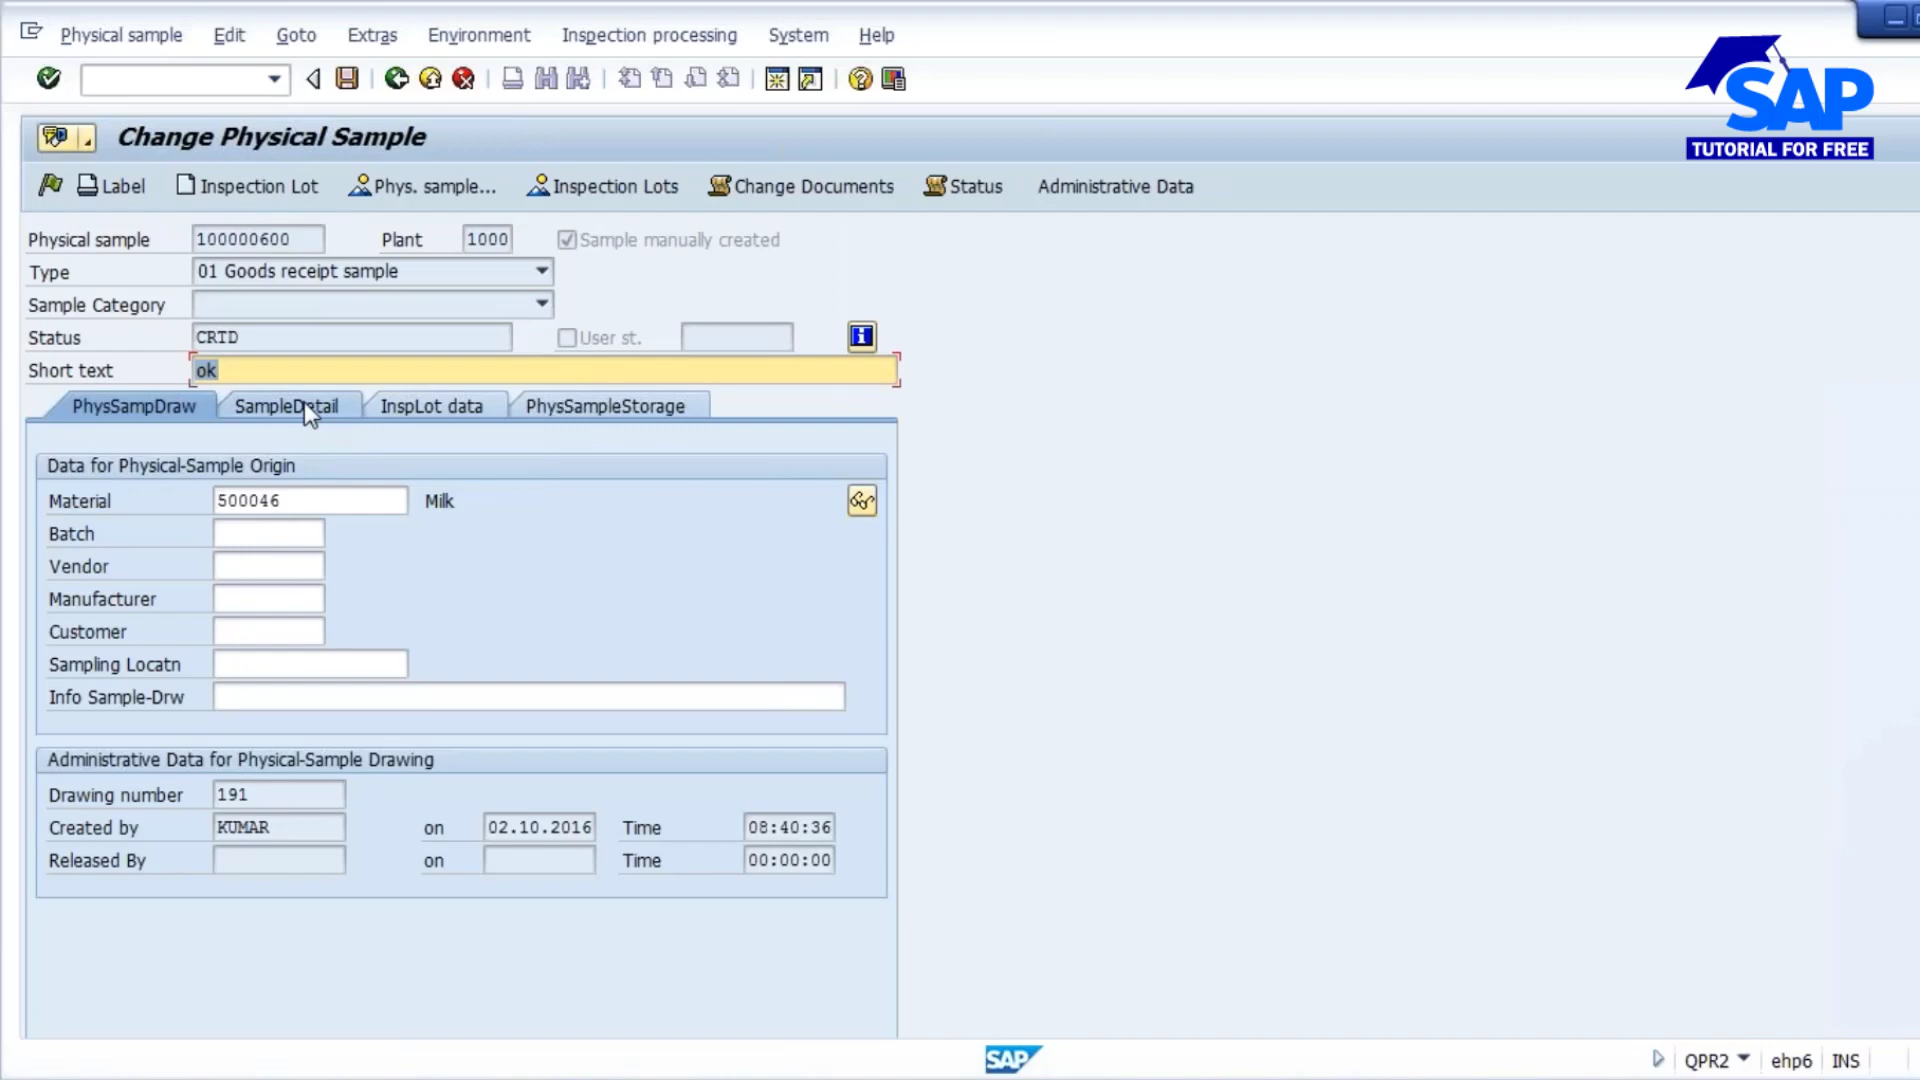 Physical sample Edit Goto Extras Environment Inspection processing System Help
SAP
TUTORIAL FOR FREE
Change Physical Sample
Label Inspection Lot Phys. sample... Inspection Lots Change Documents Status Administrative Data
Physical sample 100000600 Plant 1000 Sample manually created
Type 01 Goods receipt sample
Sample Category
Status CRTD User st.
Short text ok
PhysSampDraw SampleDetail InspLot data PhysSampleStorage
Data for Physical-Sample Origin
Material 500046 Milk
Batch
Vendor
Manufacturer
Customer
Sampling Locatn
Info Sample-Drw
Administrative Data for Physical-Sample Drawing
Drawing number 191
Created by KUMAR on 02.10.2016 Time 08:40:36
Released By on Time 00:00:00
SAP QPR2 ehp6 INS